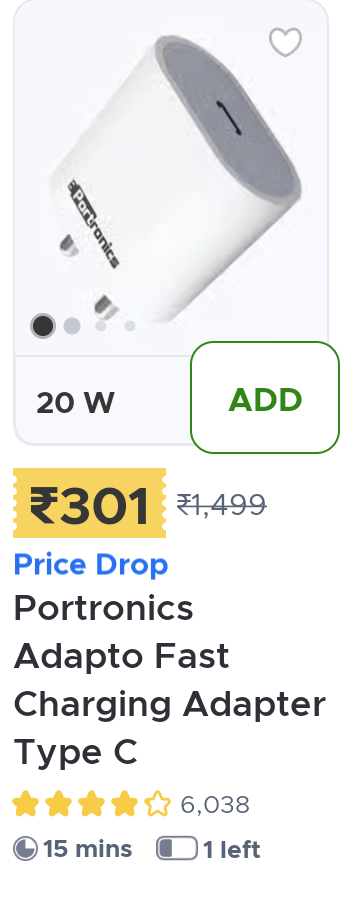 Portronics
20 W
ADD
₹301
₹1,499
Price Drop
Portronics
Adapto Fast
Charging Adapter
Type C
6,038
15 mins
1 left